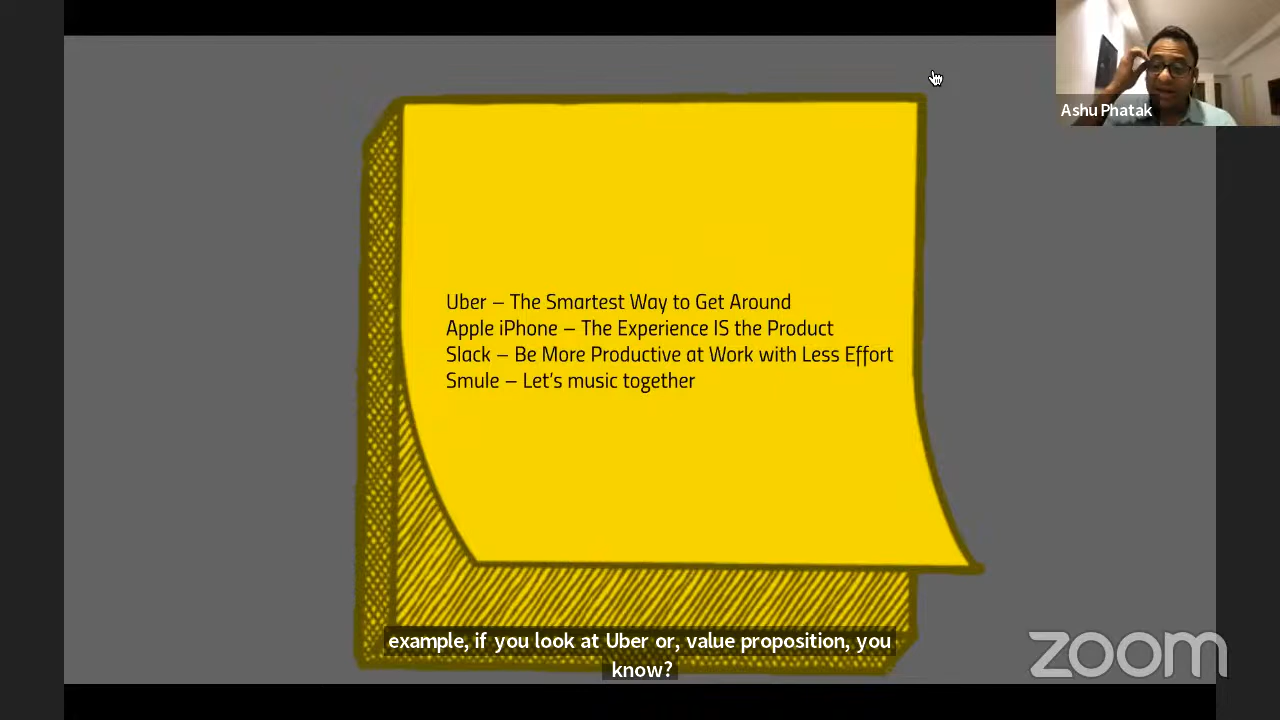 Ashu Phatak
Uber – The Smartest Way to Get Around
Apple iPhone – The Experience IS the Product
Slack – Be More Productive at Work with Less Effort
Smule – Let's music together
example, if you look at Uber or, value proposition, you
know?
zoom